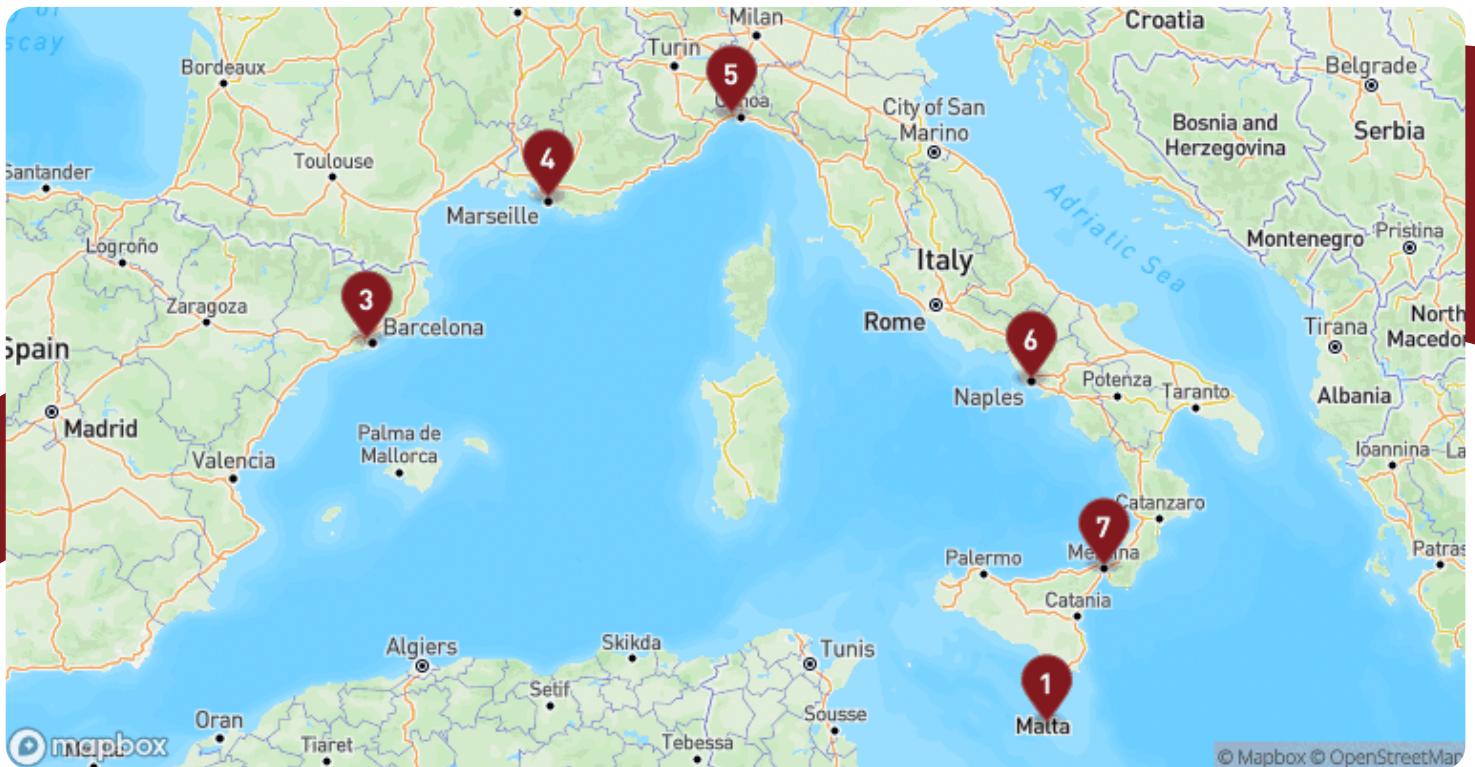 y of
scay
Milan
Croatia
Turin
5
Bordeaux
Belgrade
City of San
Marino
Bosnia and
Herzegovina
Serbia
4
Toulouse
Santander
Marseille
Adriatic Sea
Logroño
Montenegro
Pristina
Italy
3
Zaragoza
Barcelona
Rome
North
Macedon
Tirana
6
Spain
Potenza
Taranto
Naples
Albania
Madrid
Palma de
Mallorca
Valencia
Ioannina
La
Catanzaro
7
Palermo
Patras
Catania
Algiers
Skikda
Tunis
1
Setif
Malta
Oran
Sousse
Tiaret
Tebessa
mapbox
© Mapbox © OpenStreetMap